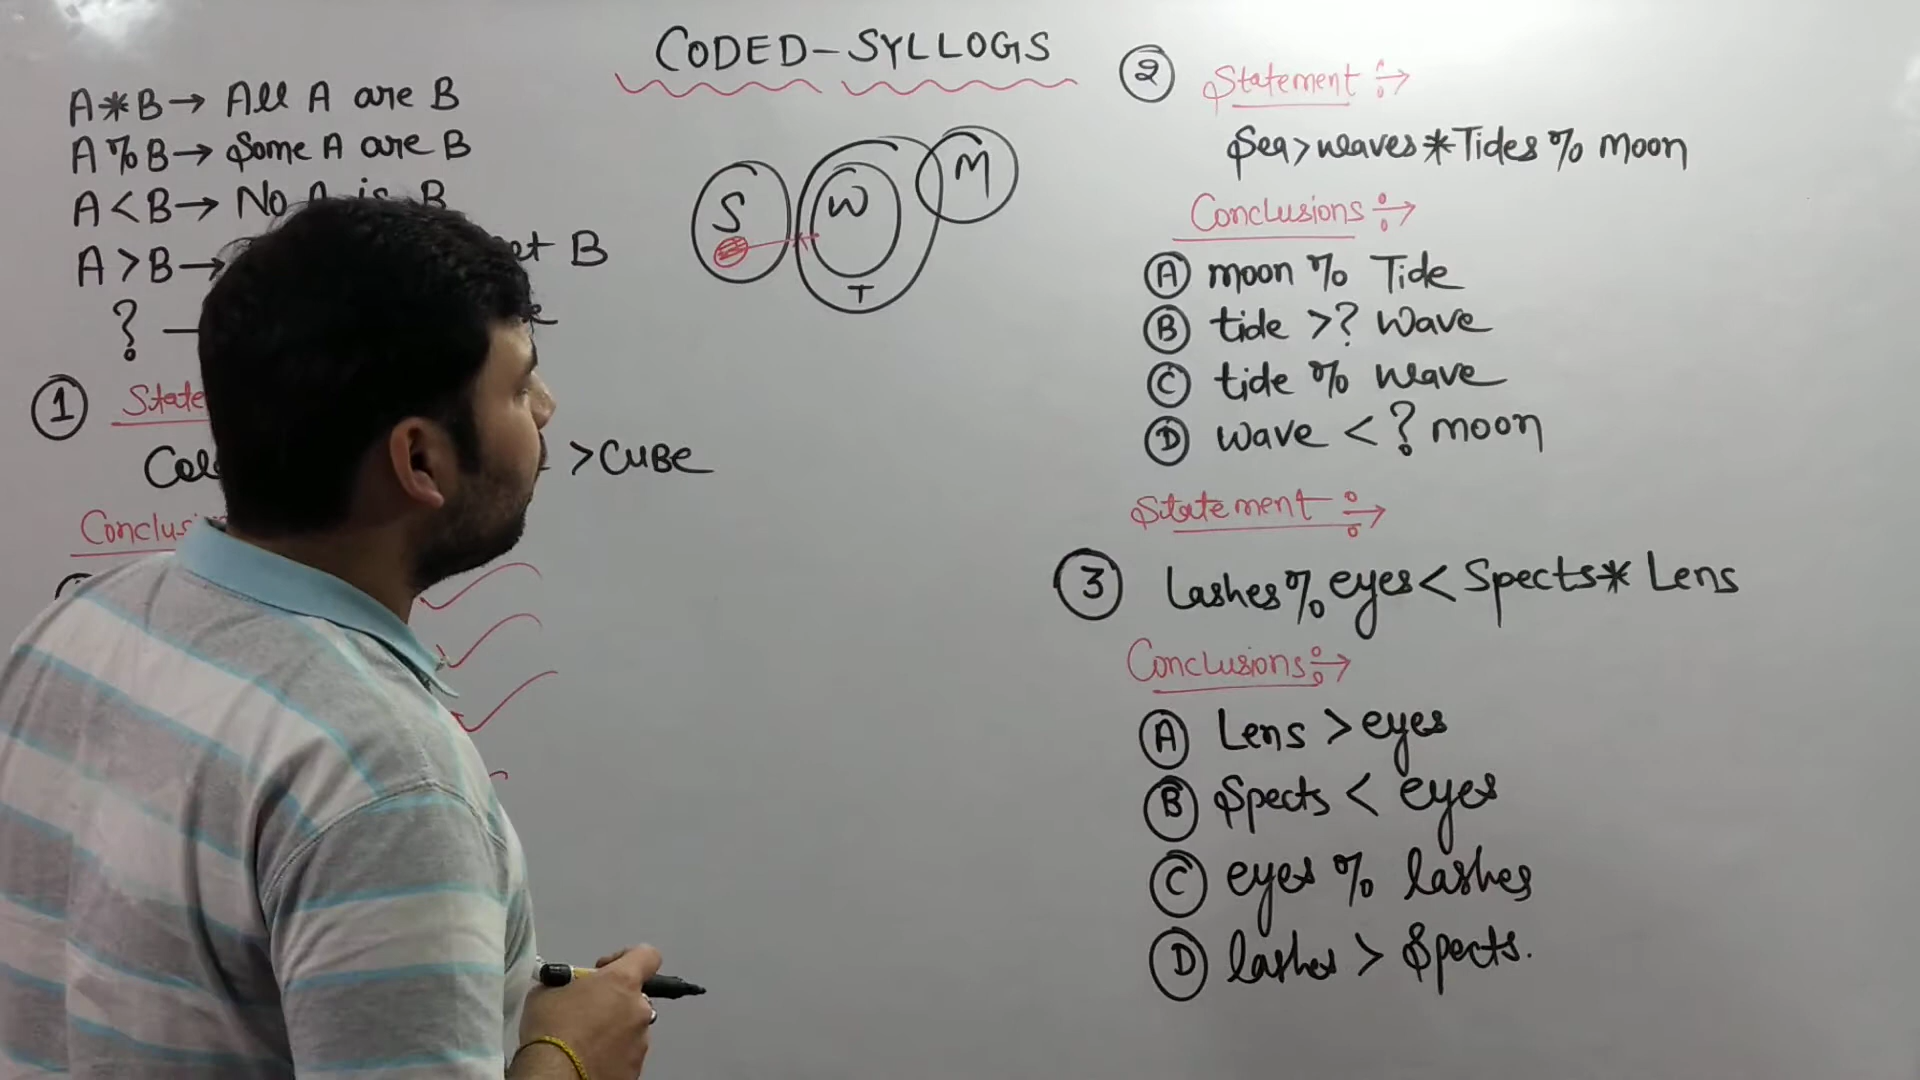 CODED-SYLLOGS
A*B→ All A are B
A%B→ Some A are B
A<B→ No A is B
A>B→ B
?
S
W
M
T
① State
>CUBE
Conclus
② Statement ÷→
Sea>waves*Tides%moon
Conclusions ÷→
Ⓐ moon % Tide
Ⓑ tide >? wave
Ⓒ tide % wave
Ⓓ wave <? moon
Statement ÷→
③ Lashes%eyes<Spects*Lens
Conclusions ÷→
Ⓐ Lens >eyes
Ⓑ Spects < eyes
Ⓒ eyes % lashes
Ⓓ lashes > Spects.